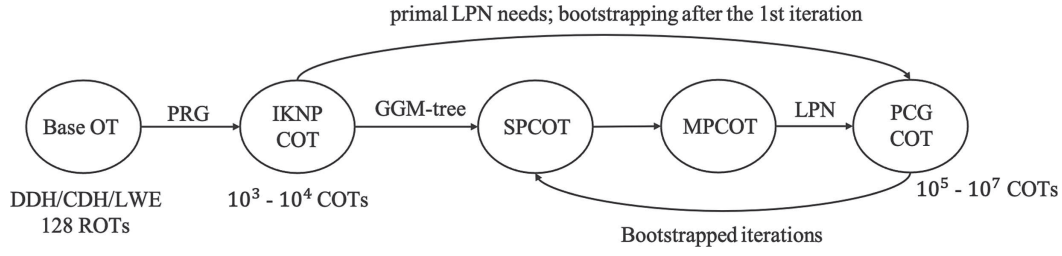 primal LPN needs; bootstrapping after the 1st iteration
Base OT
PRG
IKNP
COT
GGM-tree
SPCOT
MPCOT
LPN
PCG
COT
DDH/CDH/LWE
128 ROTs
10³ - 10⁴ COTs
10⁵ - 10⁷ COTs
Bootstrapped iterations